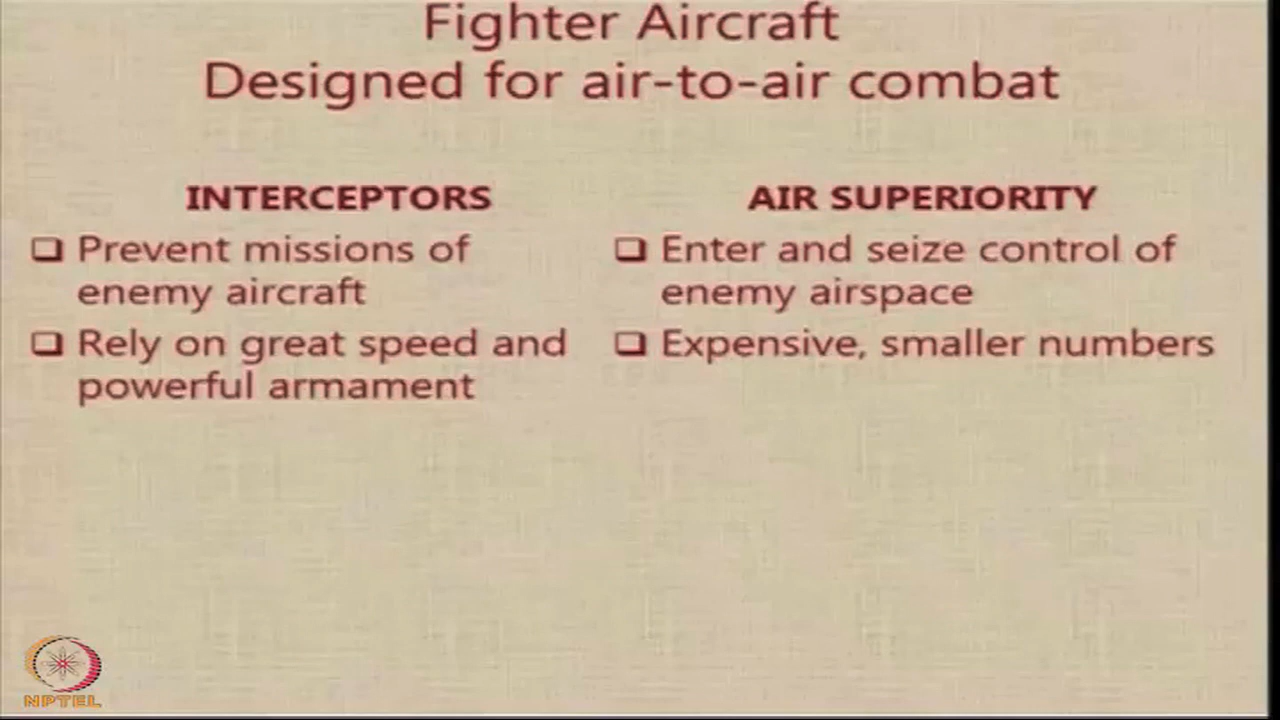 Fighter Aircraft
Designed for air-to-air combat
INTERCEPTORS
❑ Prevent missions of
enemy aircraft
❑ Rely on great speed and
powerful armament
AIR SUPERIORITY
❑ Enter and seize control of
enemy airspace
❑ Expensive, smaller numbers
NPTEL